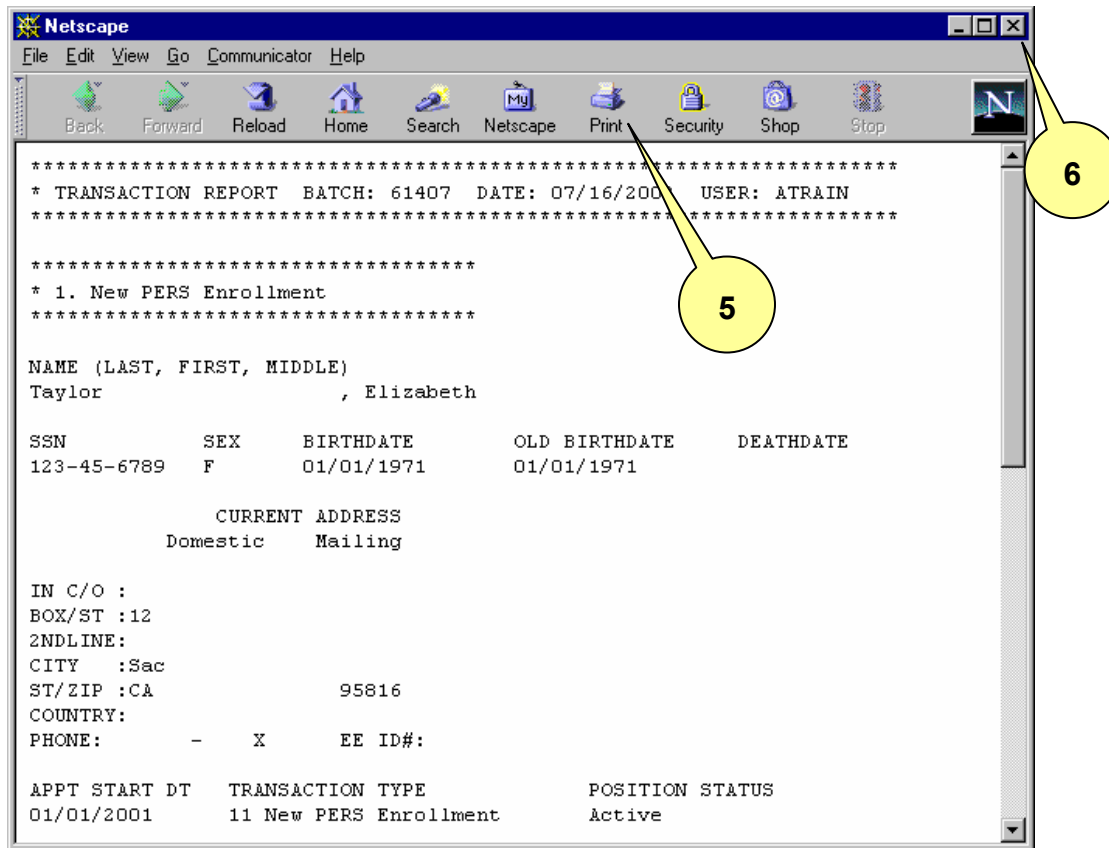 Netscape
File Edit View Go Communicator Help
Back Forward Reload Home Search My Netscape Print Security Shop Stop
N
6
************************************************************************
* TRANSACTION REPORT BATCH: 61407 DATE: 07/16/200 USER: ATRAIN
************************************************************************
*************************************
* 1. New PERS Enrollment
*************************************
5
NAME (LAST, FIRST, MIDDLE)
Taylor , Elizabeth
SSN SEX BIRTHDATE OLD BIRTHDATE DEATHDATE
123-45-6789 F 01/01/1971 01/01/1971
CURRENT ADDRESS
Domestic Mailing
IN C/O :
BOX/ST :12
2NDLINE:
CITY :Sac
ST/ZIP :CA 95816
COUNTRY:
PHONE: - X EE ID#:
APPT START DT TRANSACTION TYPE POSITION STATUS
01/01/2001 11 New PERS Enrollment Active